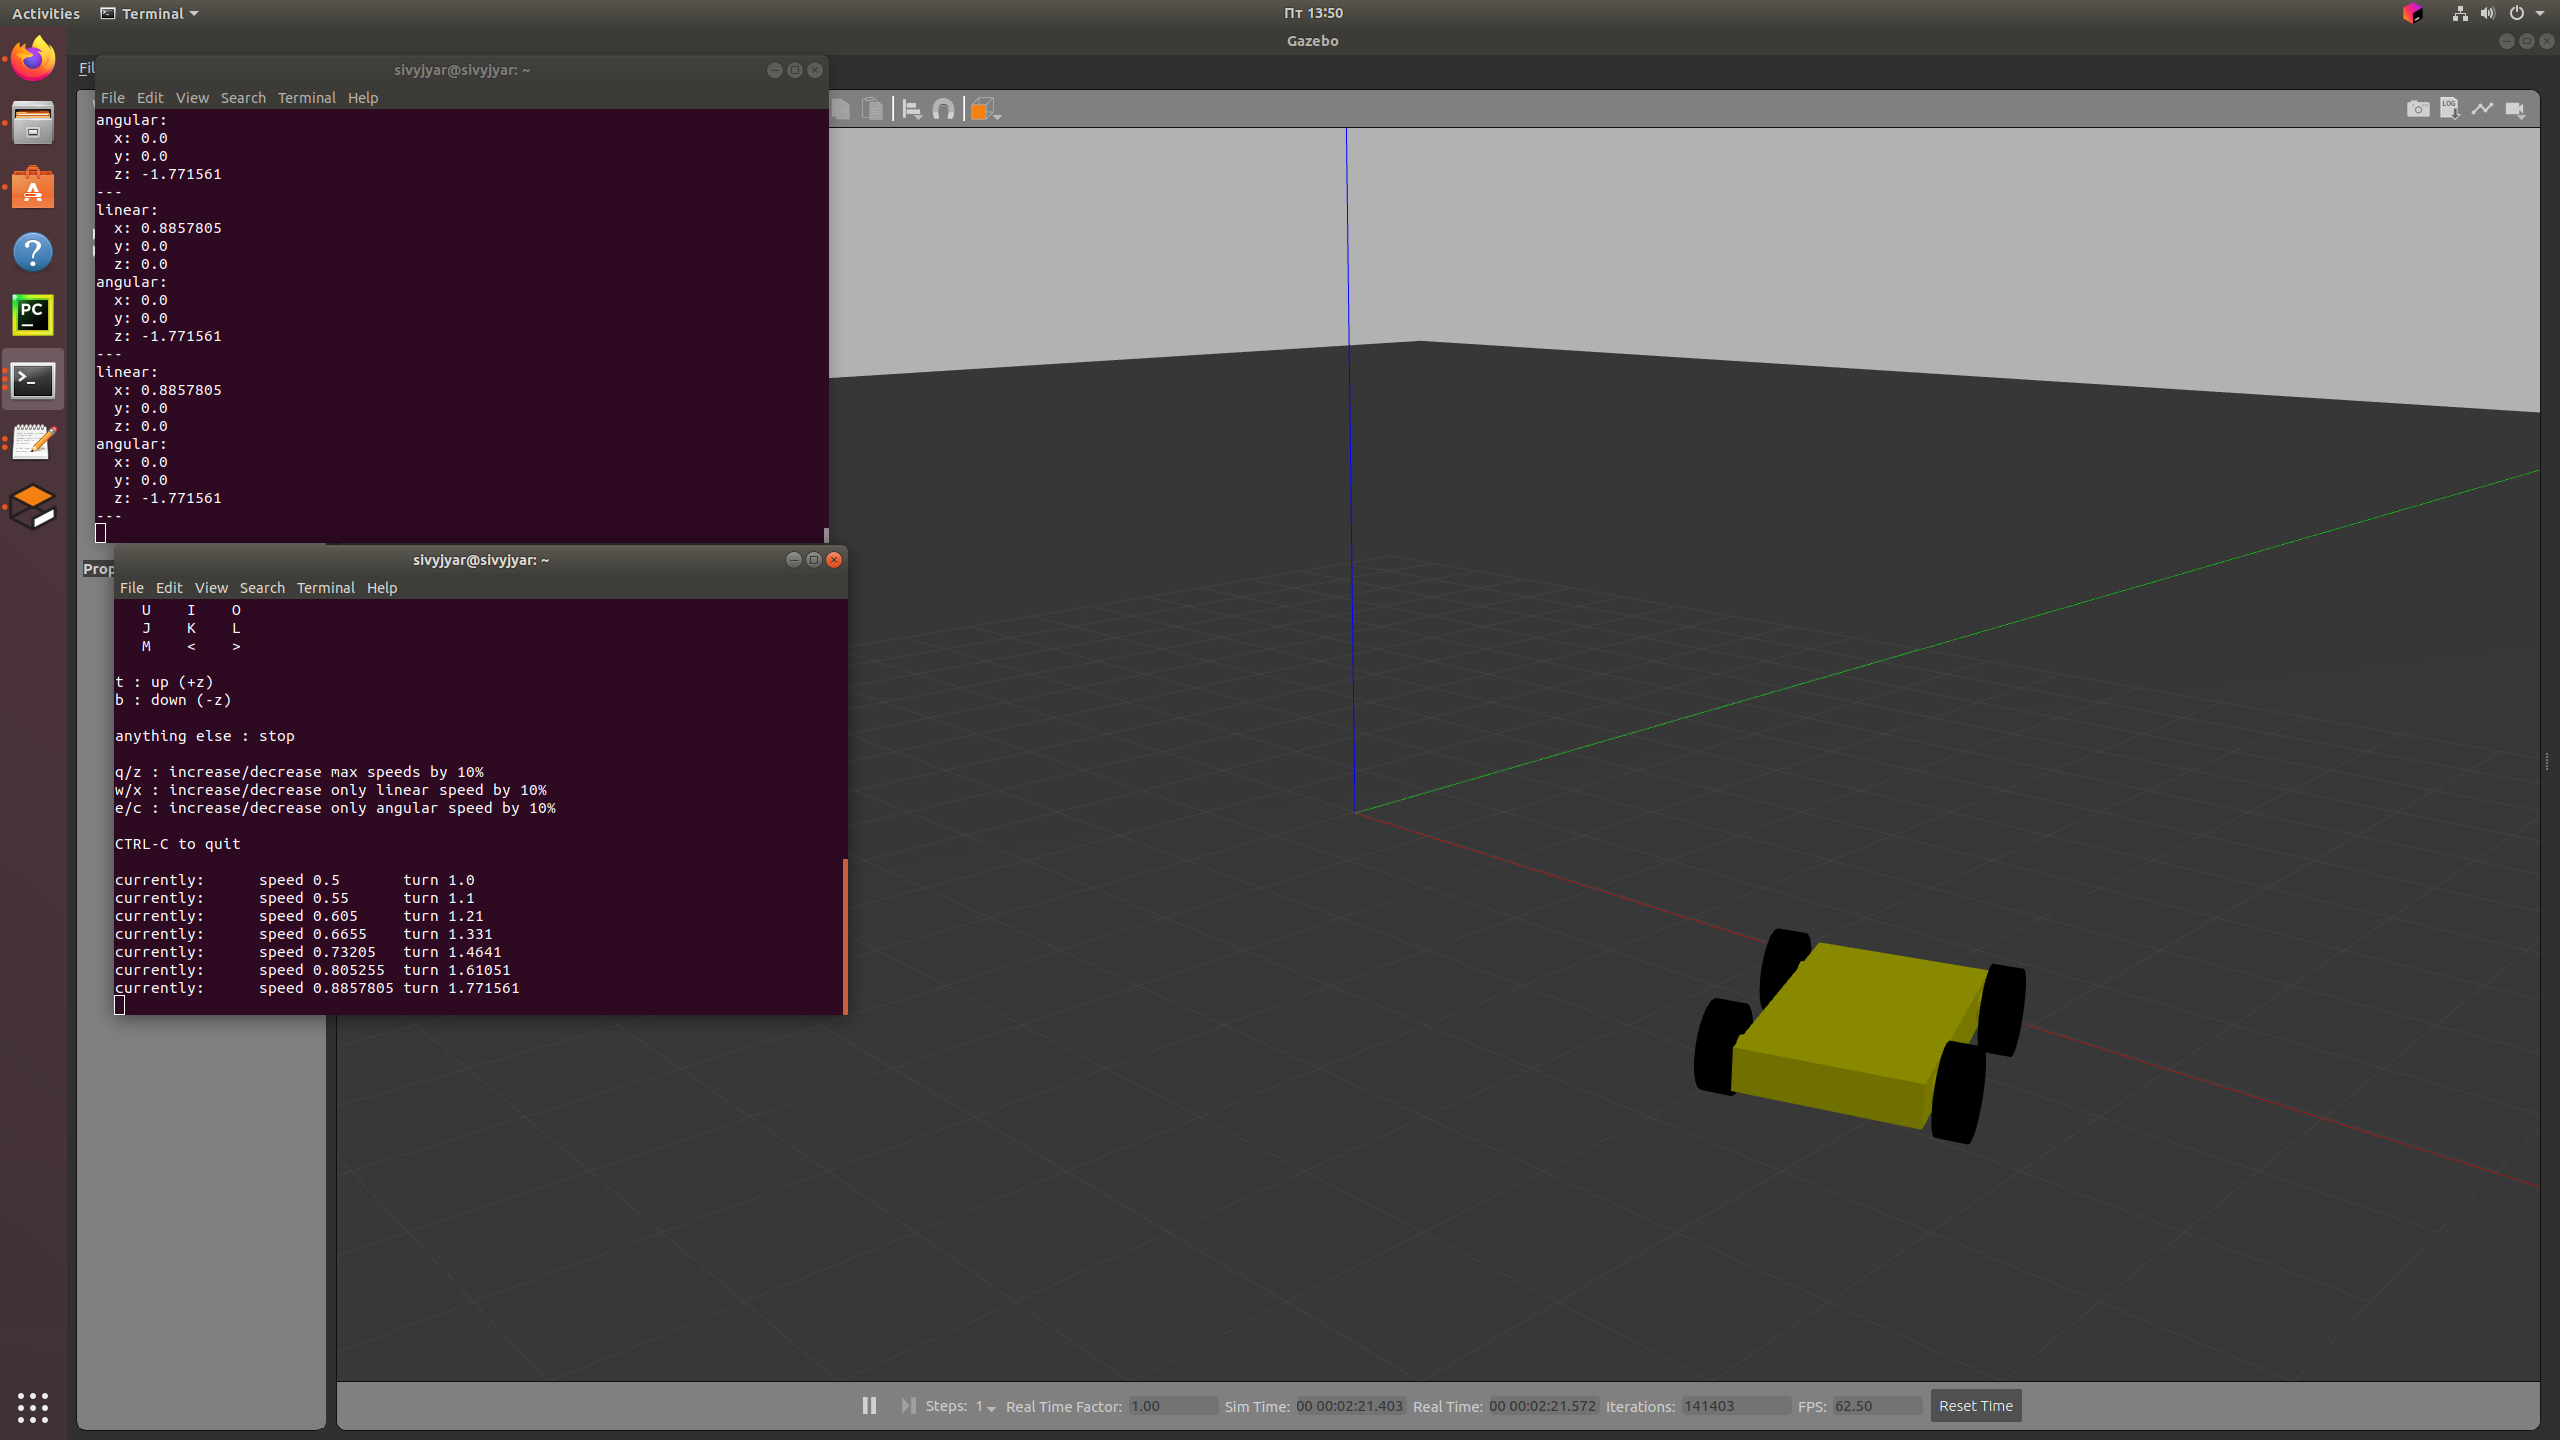 Activities
Terminal
Пт 13:50
Gazebo
sivyjyar@sivyjyar: ~
File Edit View Search Terminal Help
angular:
x: 0.0
y: 0.0
z: -1.771561
---
linear:
x: 0.8857805
y: 0.0
z: 0.0
angular:
x: 0.0
y: 0.0
z: -1.771561
---
linear:
x: 0.8857805
y: 0.0
z: 0.0
angular:
x: 0.0
y: 0.0
z: -1.771561
---
LOG
PC
sivyjyar@sivyjyar: ~
File Edit View Search Terminal Help
U I O
J K L
M < >
t : up (+z)
b : down (-z)
anything else : stop
q/z : increase/decrease max speeds by 10%
w/x : increase/decrease only linear speed by 10%
e/c : increase/decrease only angular speed by 10%
CTRL-C to quit
currently: speed 0.5 turn 1.0
currently: speed 0.55 turn 1.1
currently: speed 0.605 turn 1.21
currently: speed 0.6655 turn 1.331
currently: speed 0.73205 turn 1.4641
currently: speed 0.805255 turn 1.61051
currently: speed 0.8857805 turn 1.771561
Steps: 1 Real Time Factor: 1.00 Sim Time: 00 00:02:21.403 Real Time: 00 00:02:21.572 Iterations: 141403 FPS: 62.50 Reset Time